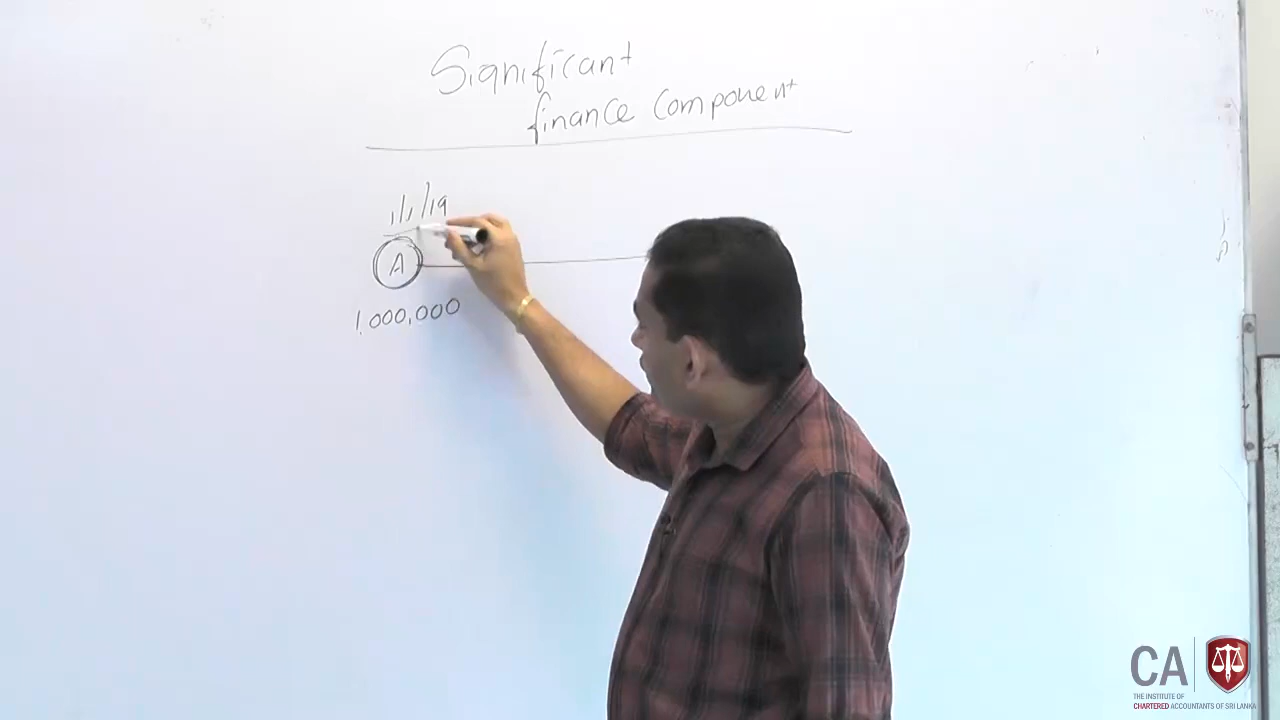 Significant
finance component
1/1/19
A
1,000,000
CA
THE INSTITUTE OF
CHARTERED ACCOUNTANTS OF SRI LANKA